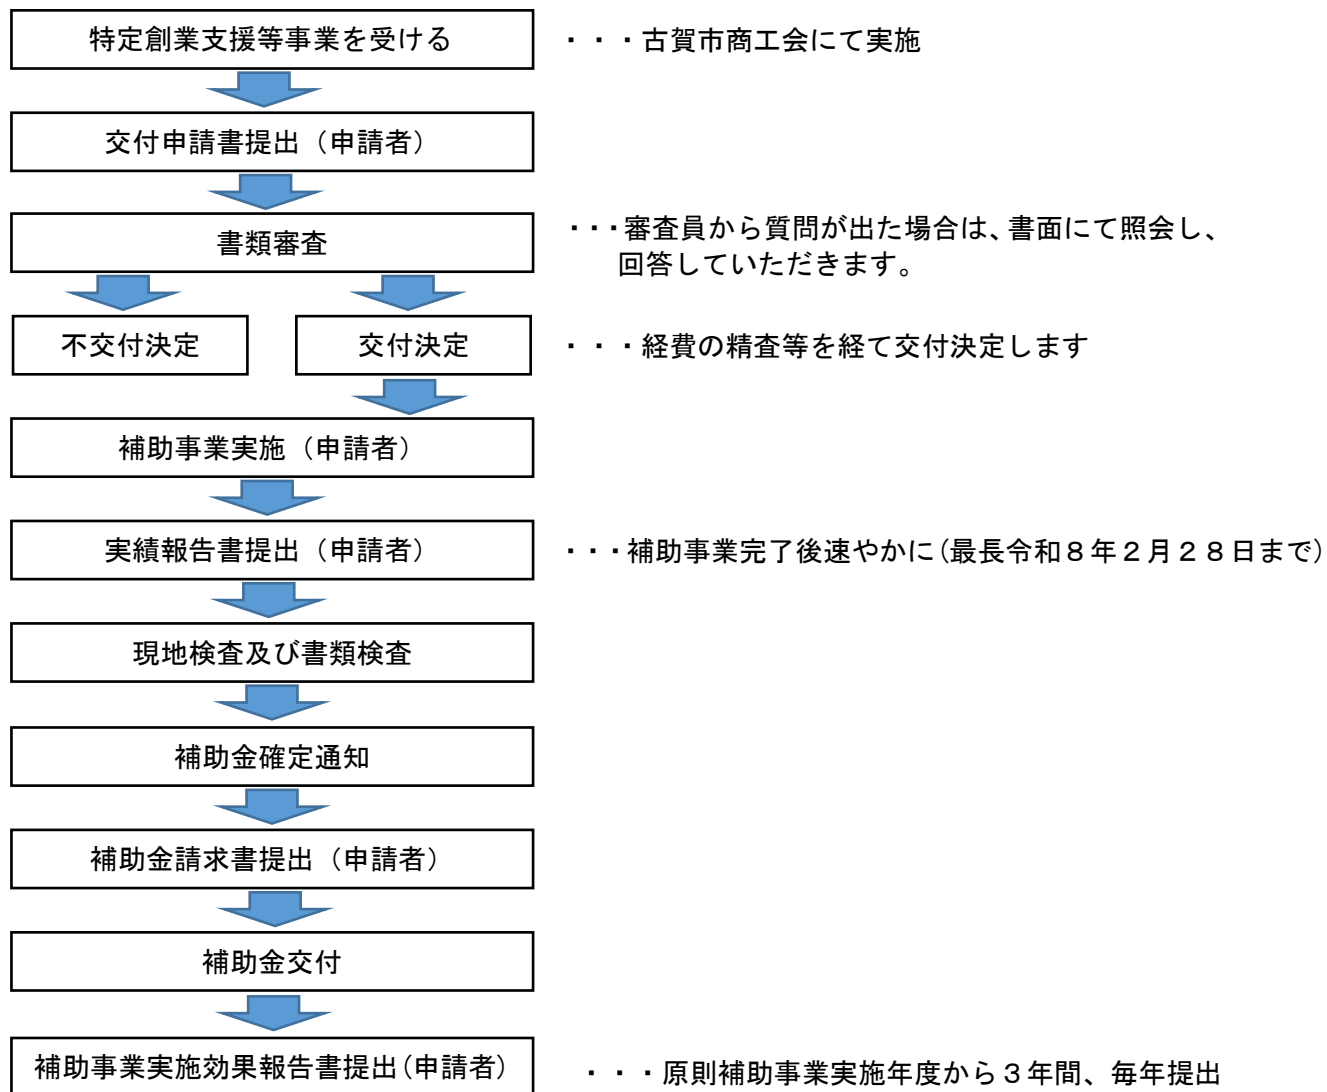 特定創業支援等事業を受ける ・・・古賀市商工会にて実施
交付申請書提出（申請者）
書類審査 ・・・審査員から質問が出た場合は、書面にて照会し、
回答していただきます。
不交付決定 交付決定 ・・・経費の精査等を経て交付決定します
補助事業実施（申請者）
実績報告書提出（申請者） ・・・補助事業完了後速やかに（最長令和８年２月２８日まで）
現地検査及び書類検査
補助金確定通知
補助金請求書提出（申請者）
補助金交付
補助事業実施効果報告書提出（申請者） ・・・原則補助事業実施年度から３年間、毎年提出